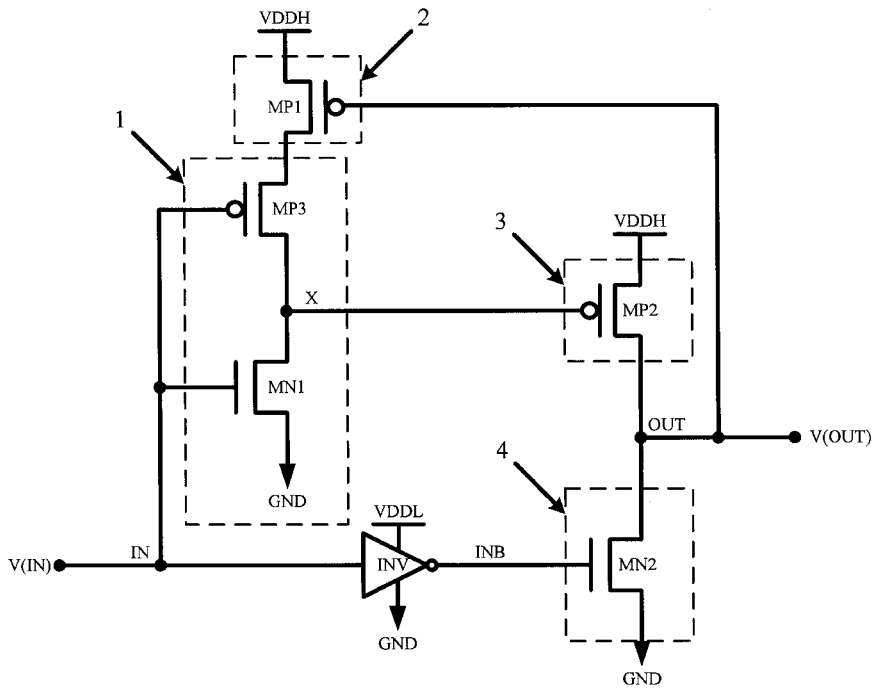 VDDH
2
MP1
1
MP3
3
VDDH
X
MP2
MN1
OUT
V(OUT)
4
GND
VDDL
IN
INV
INB
V(IN)
MN2
GND
GND